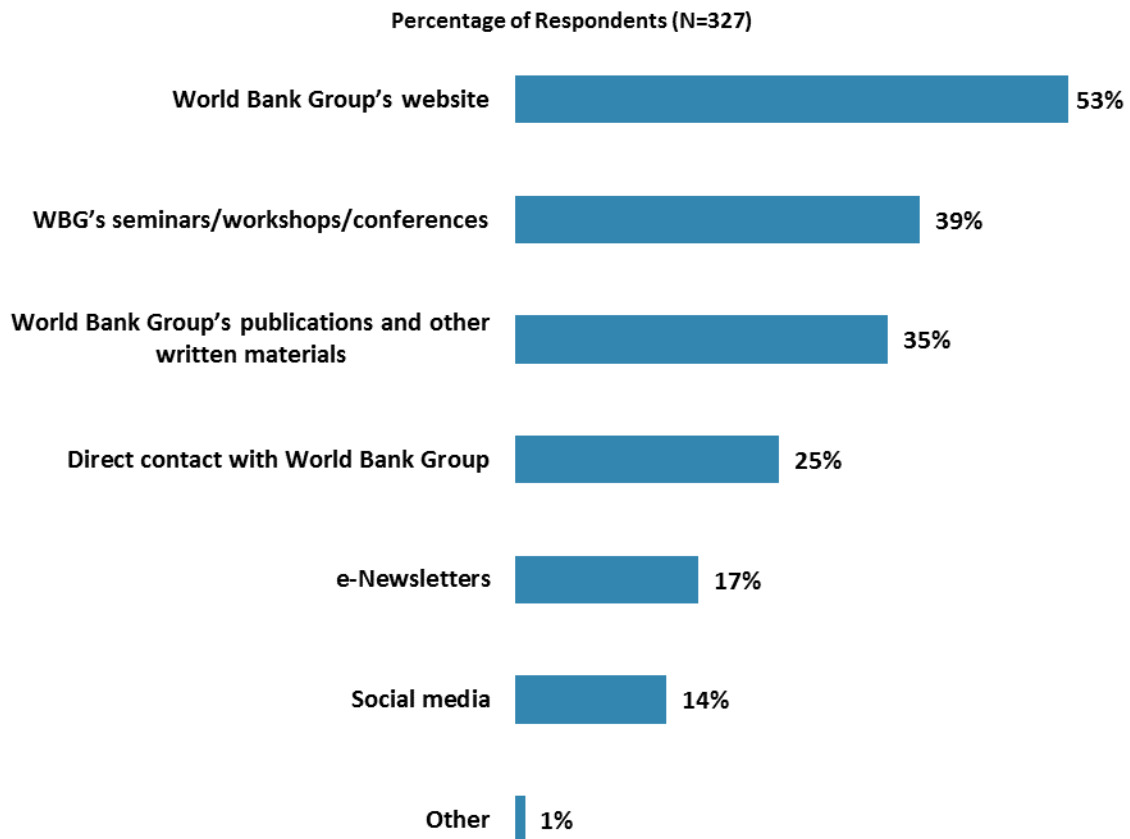 Percentage of Respondents (N=327)
World Bank Group's website
53%
WBG's seminars/workshops/conferences
39%
World Bank Group's publications and other
written materials
35%
Direct contact with World Bank Group
25%
e-Newsletters
17%
Social media
14%
Other
1%